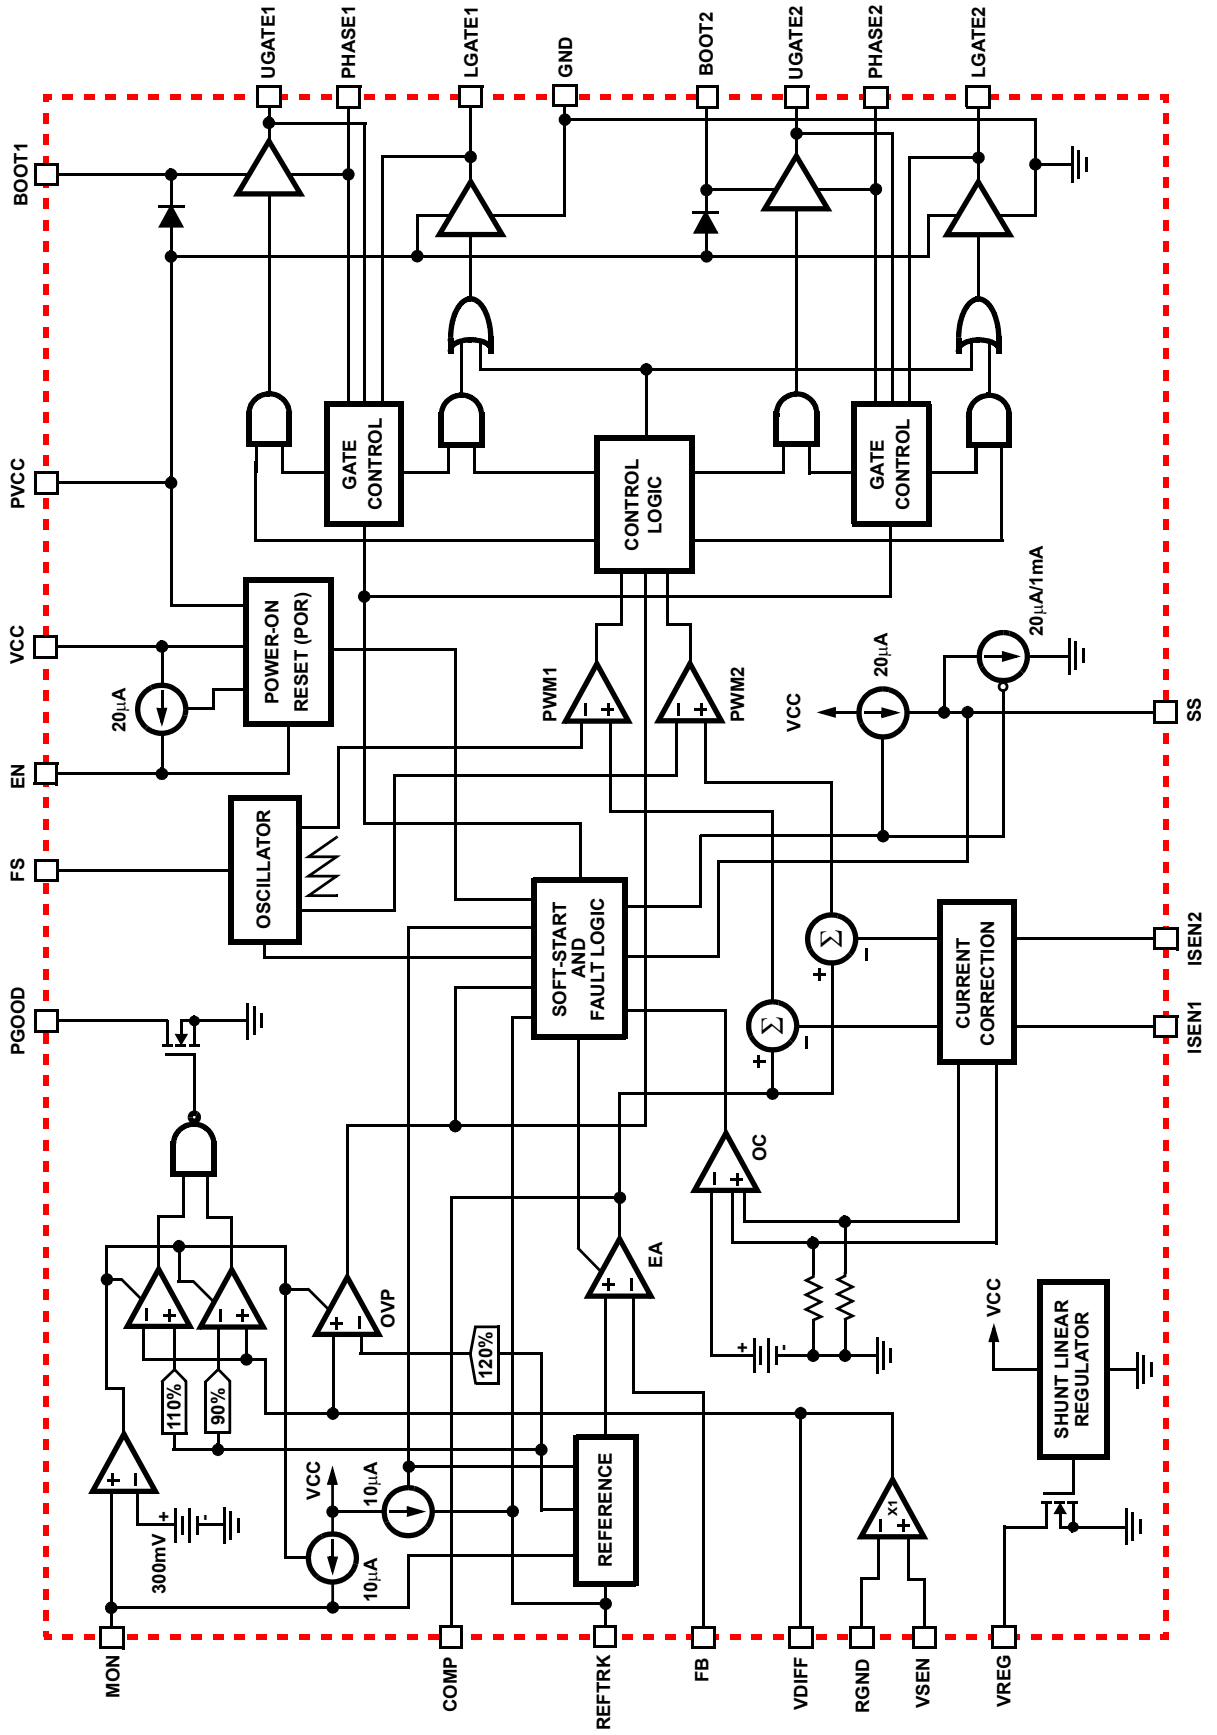 BOOT1
PVCC
VCC
EN
FS
PGOOD
UGATE1
PHASE1
LGATE1
GND
BOOT2
UGATE2
PHASE2
LGATE2
GATE
CONTROL
CONTROL
LOGIC
GATE
CONTROL
20µA
POWER-ON
RESET (POR)
PWM1
PWM2
VCC
20µA
20µA/1mA
SS
OSCILLATOR
SOFT-START
AND
FAULT LOGIC
Σ
+
−
Σ
+
−
CURRENT
CORRECTION
ISEN2
ISEN1
− +
− +
− +
OC
− +
+ −
EA
+ −
− +
+ −
OVP
110%
90%
120%
+ −
300mV
+ -
VCC
10µA
10µA
REFERENCE
+ -
VCC
SHUNT LINEAR
REGULATOR
X1
− +
MON
COMP
REFTRK
FB
VDIFF
RGND
VSEN
VREG